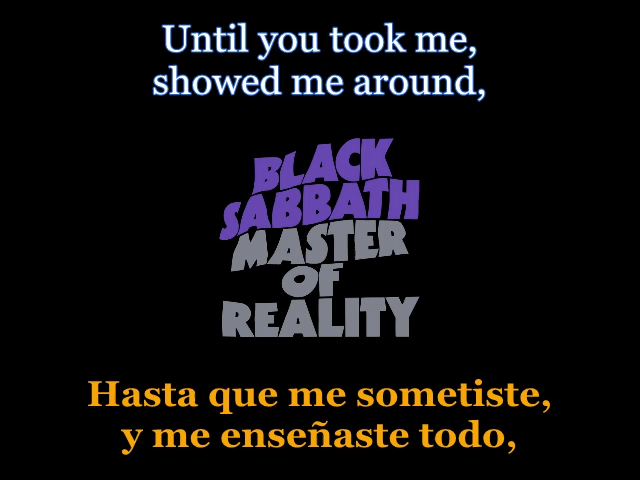 Until you took me,
showed me around,
BLACK
SABBATH
MASTER
OF
REALITY
Hasta que me sometiste,
y me enseñaste todo,